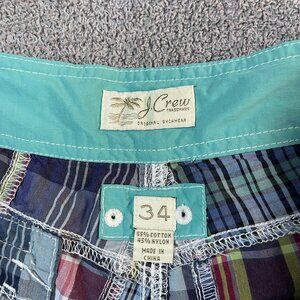 J.Crew
TRADEMARK
ORIGINAL SWIMWEAR
34
55% COTTON
45% NYLON
MADE IN
CHINA